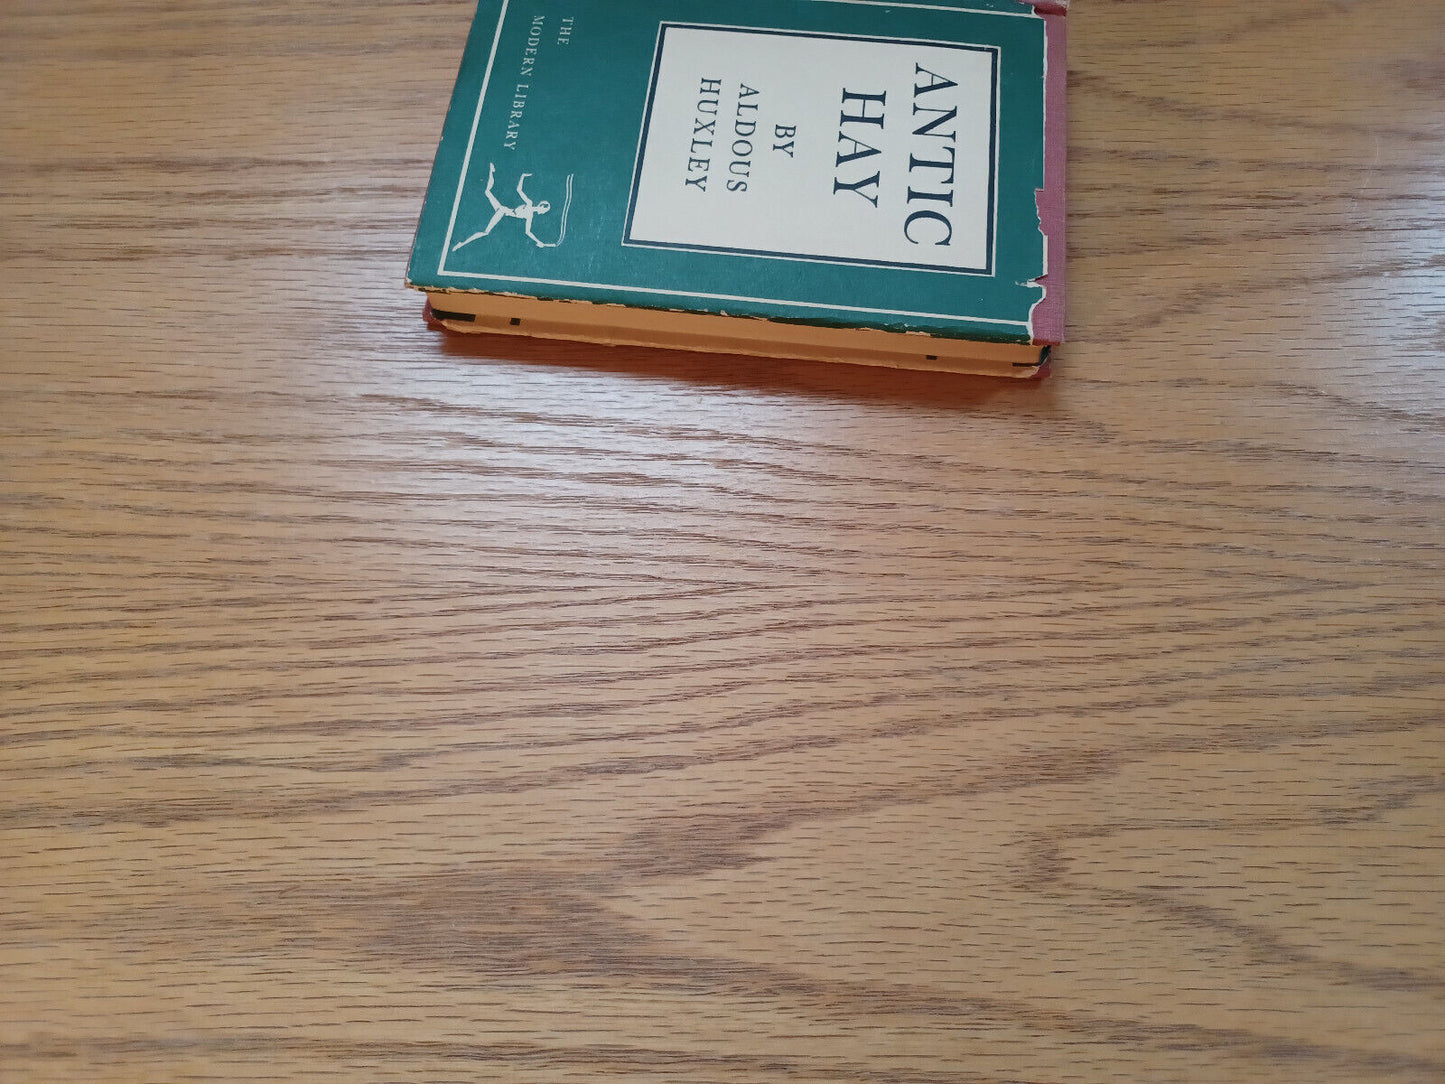 ANTIC
HAY
BY
ALDOUS
HUXLEY
THE
MODERN LIBRARY